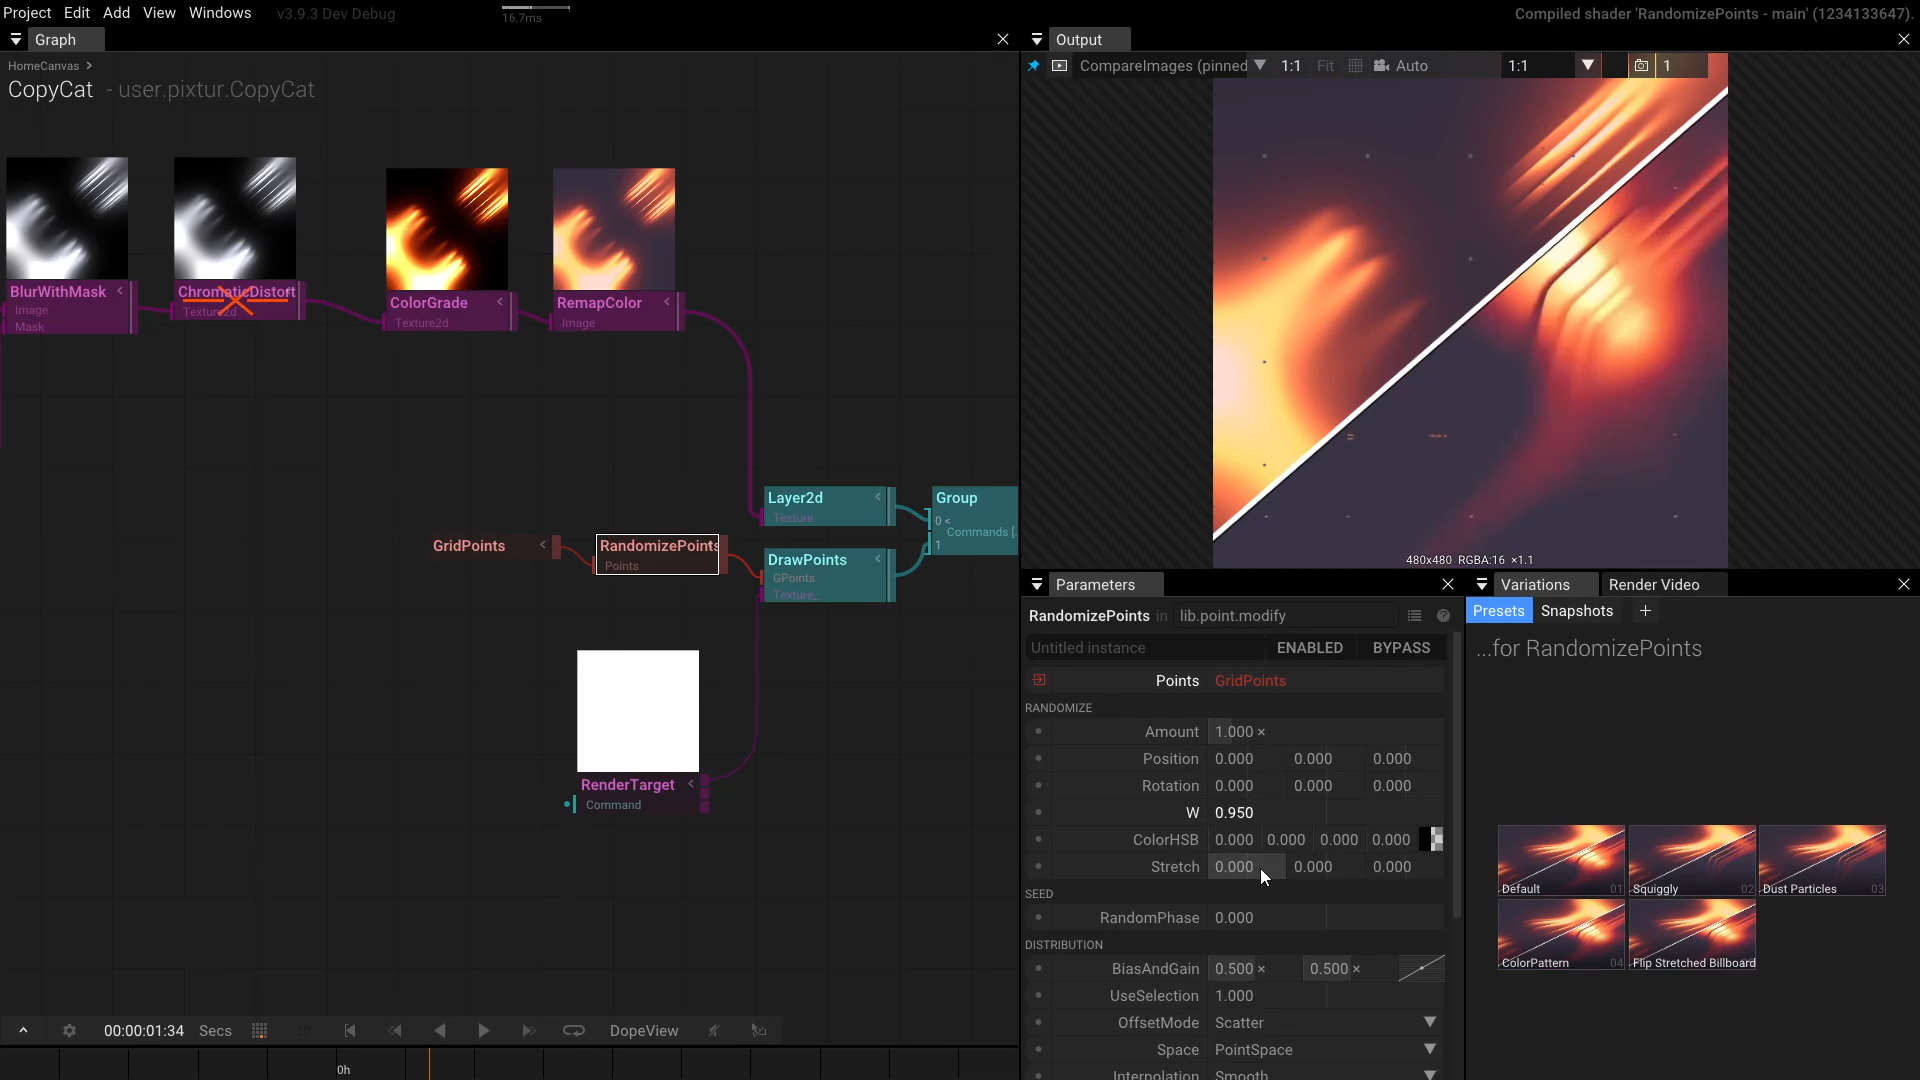 Project Edit Add View Windows v3.9.3 Dev Debug 16.7ms Compiled shader 'RandomizePoints - main' (1234133647).
Graph
HomeCanvas >
CopyCat - user.pixtur.CopyCat
BlurWithMask <
Image
Mask
ChromaticDistort
Texture2d
ColorGrade <
Texture2d
RemapColor <
Image
Layer2d <
Texture
Group
0 <
Commands [..
1
GridPoints <
RandomizePoints
Points
DrawPoints <
GPoints
Texture_
RenderTarget <
Command
00:00:01:34 Secs 10 DopeView
0h
Output
CompareImages (pinned 1:1 Fit Auto 1:1 1
480x480 RGBA:16 ×1.1
Parameters
RandomizePoints in lib.point.modify
Untitled instance ENABLED BYPASS
Points GridPoints
RANDOMIZE
Amount 1.000 ×
Position 0.000 0.000 0.000
Rotation 0.000 0.000 0.000
W 0.950
ColorHSB 0.000 0.000 0.000 0.000
Stretch 0.000 0.000 0.000
SEED
RandomPhase 0.000
DISTRIBUTION
BiasAndGain 0.500 × 0.500 ×
UseSelection 1.000
OffsetMode Scatter
Space PointSpace
Interpolation Smooth
Variations Render Video
Presets Snapshots +
...for RandomizePoints
Default 01
Squiggly 02
Dust Particles 03
ColorPattern 04
Flip Stretched Billboard